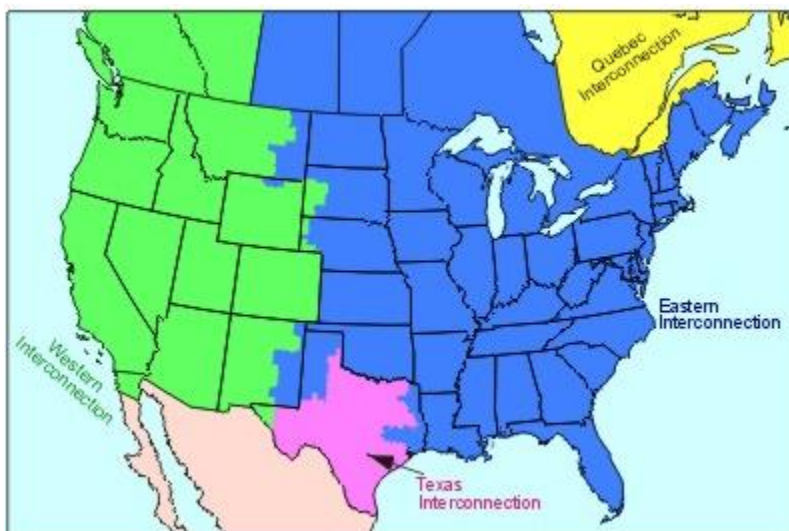 Quebec
Interconnection
Eastern
Interconnection
Western
Interconnection
Texas
Interconnection